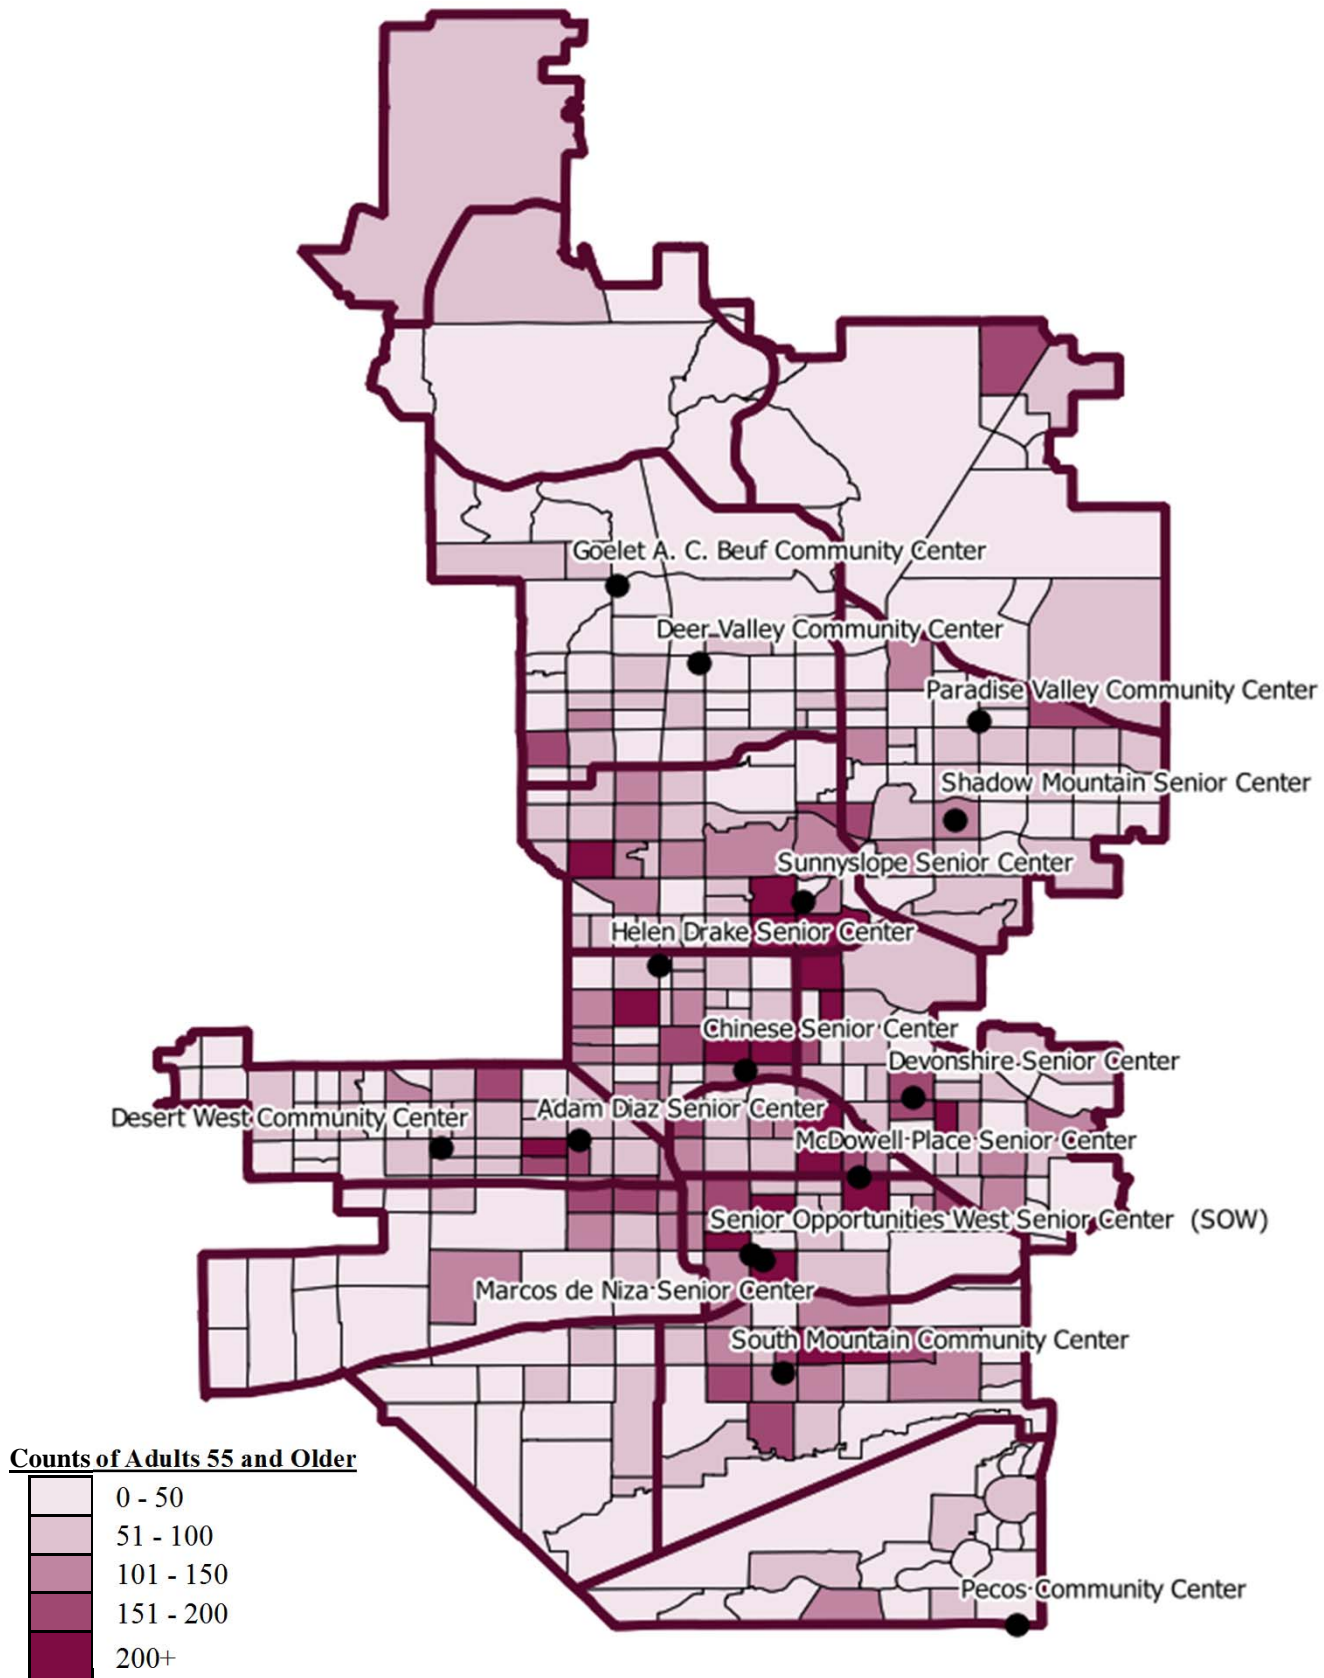 Goelet A. C. Beuf Community Center
Deer Valley Community Center
Paradise Valley Community Center
Shadow Mountain Senior Center
Sunnyslope Senior Center
Helen Drake Senior Center
Chinese Senior Center
Devonshire Senior Center
Desert West Community Center
Adam Diaz Senior Center
McDowell Place Senior Center
Senior Opportunities West Senior Center (SOW)
Marcos de Niza Senior Center
South Mountain Community Center
Counts of Adults 55 and Older
0 - 50
51 - 100
101 - 150
151 - 200
200+
Pecos Community Center